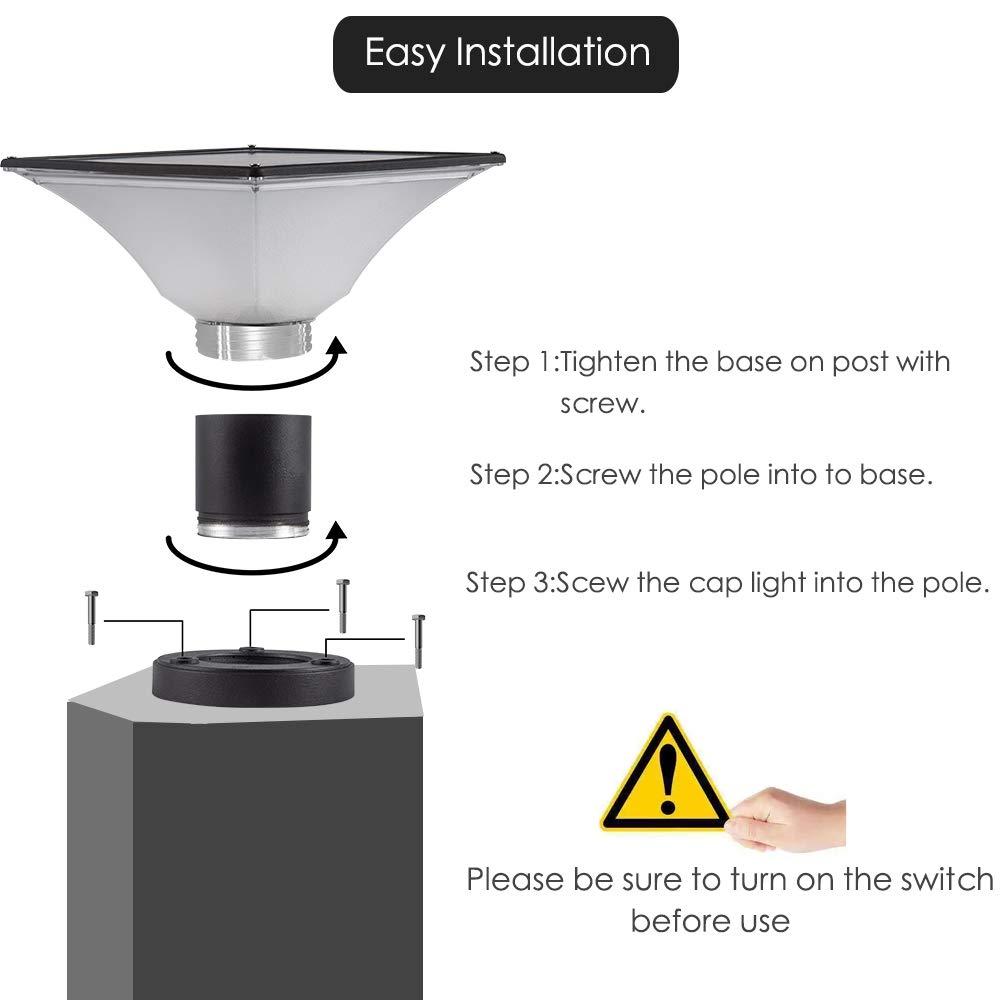 Easy Installation
Step 1:Tighten the base on post with
screw.
Step 2:Screw the pole into to base.
Step 3:Scew the cap light into the pole.
Please be sure to turn on the switch
before use